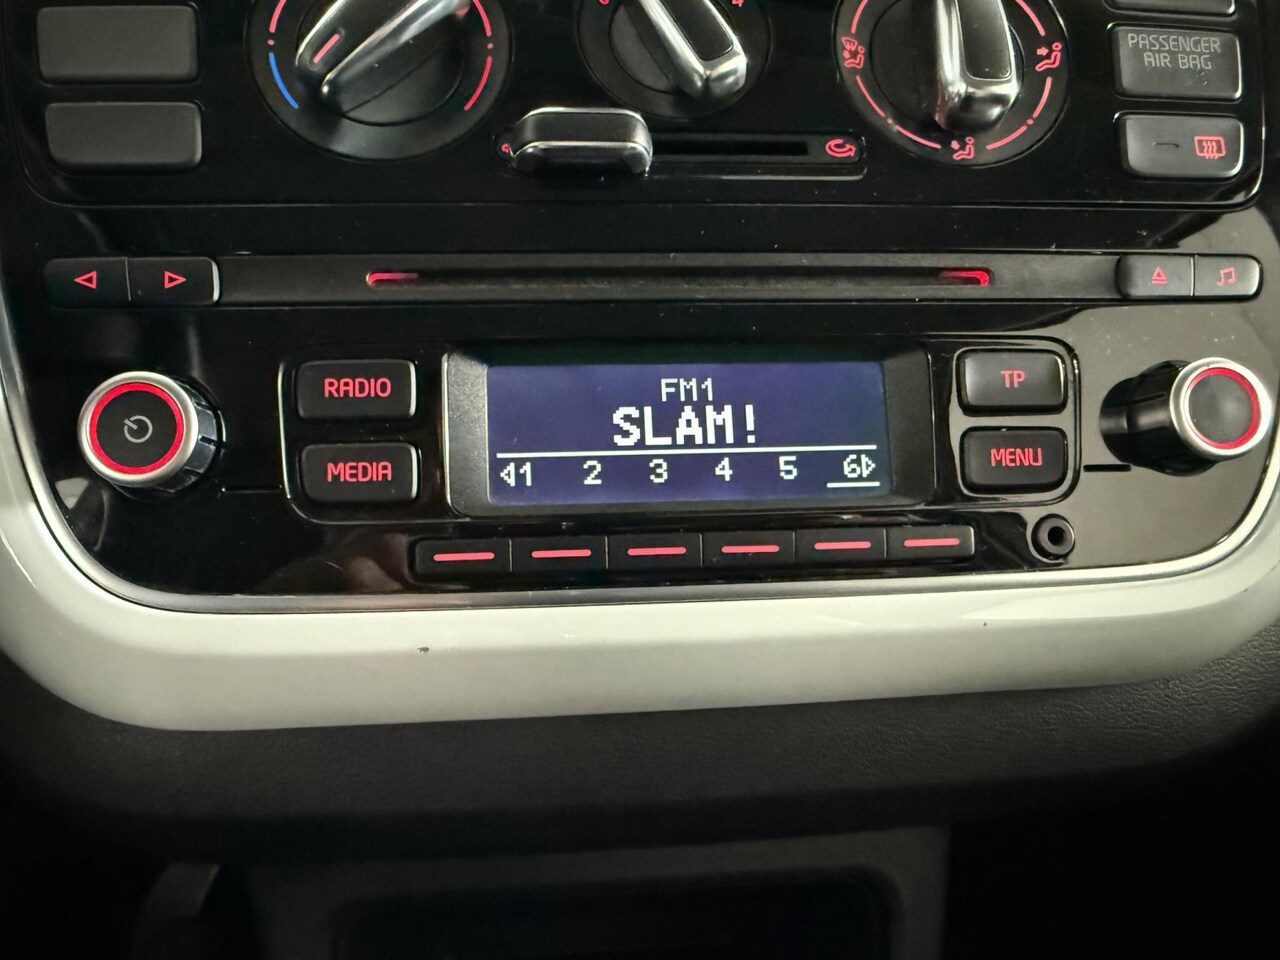 PASSENGER
AIR BAG
RADIO
MEDIA
FM1
SLAM!
1 2 3 4 5 6
TP
MENU